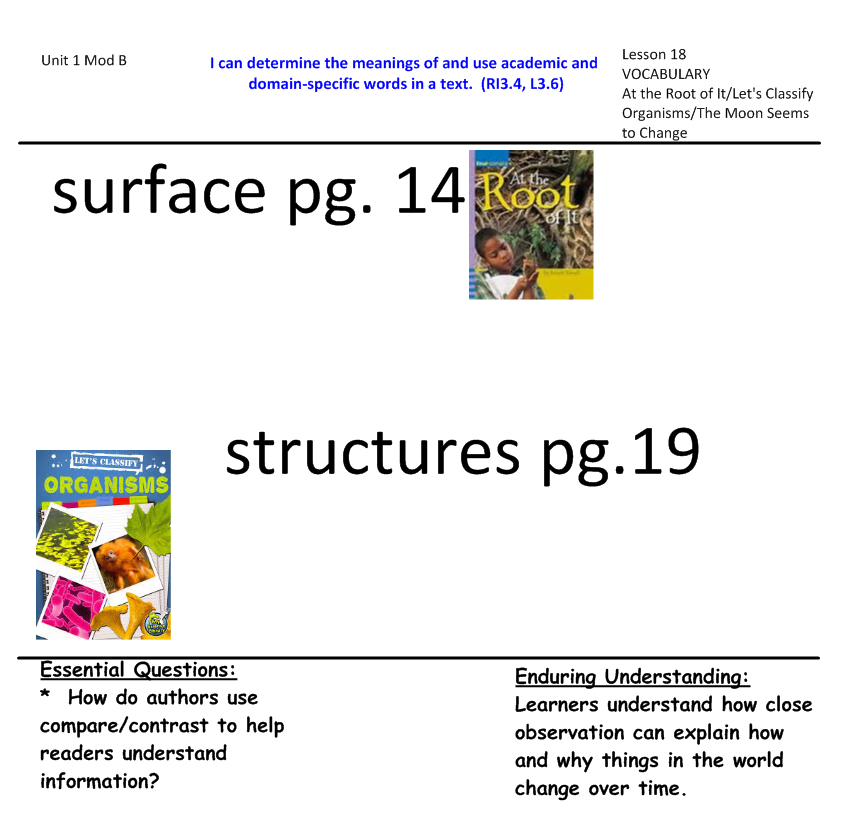 Unit 1 Mod B
I can determine the meanings of and use academic and
domain-specific words in a text.  (RI3.4, L3.6)
Lesson 18
VOCABULARY
At the Root of It/Let's Classify
Organisms/The Moon Seems
to Change
surface pg. 14
At the
Root
of It
structures pg.19
LET'S CLASSIFY
ORGANISMS
Essential Questions:
*  How do authors use
compare/contrast to help
readers understand
information?
Enduring Understanding:
Learners understand how close
observation can explain how
and why things in the world
change over time.